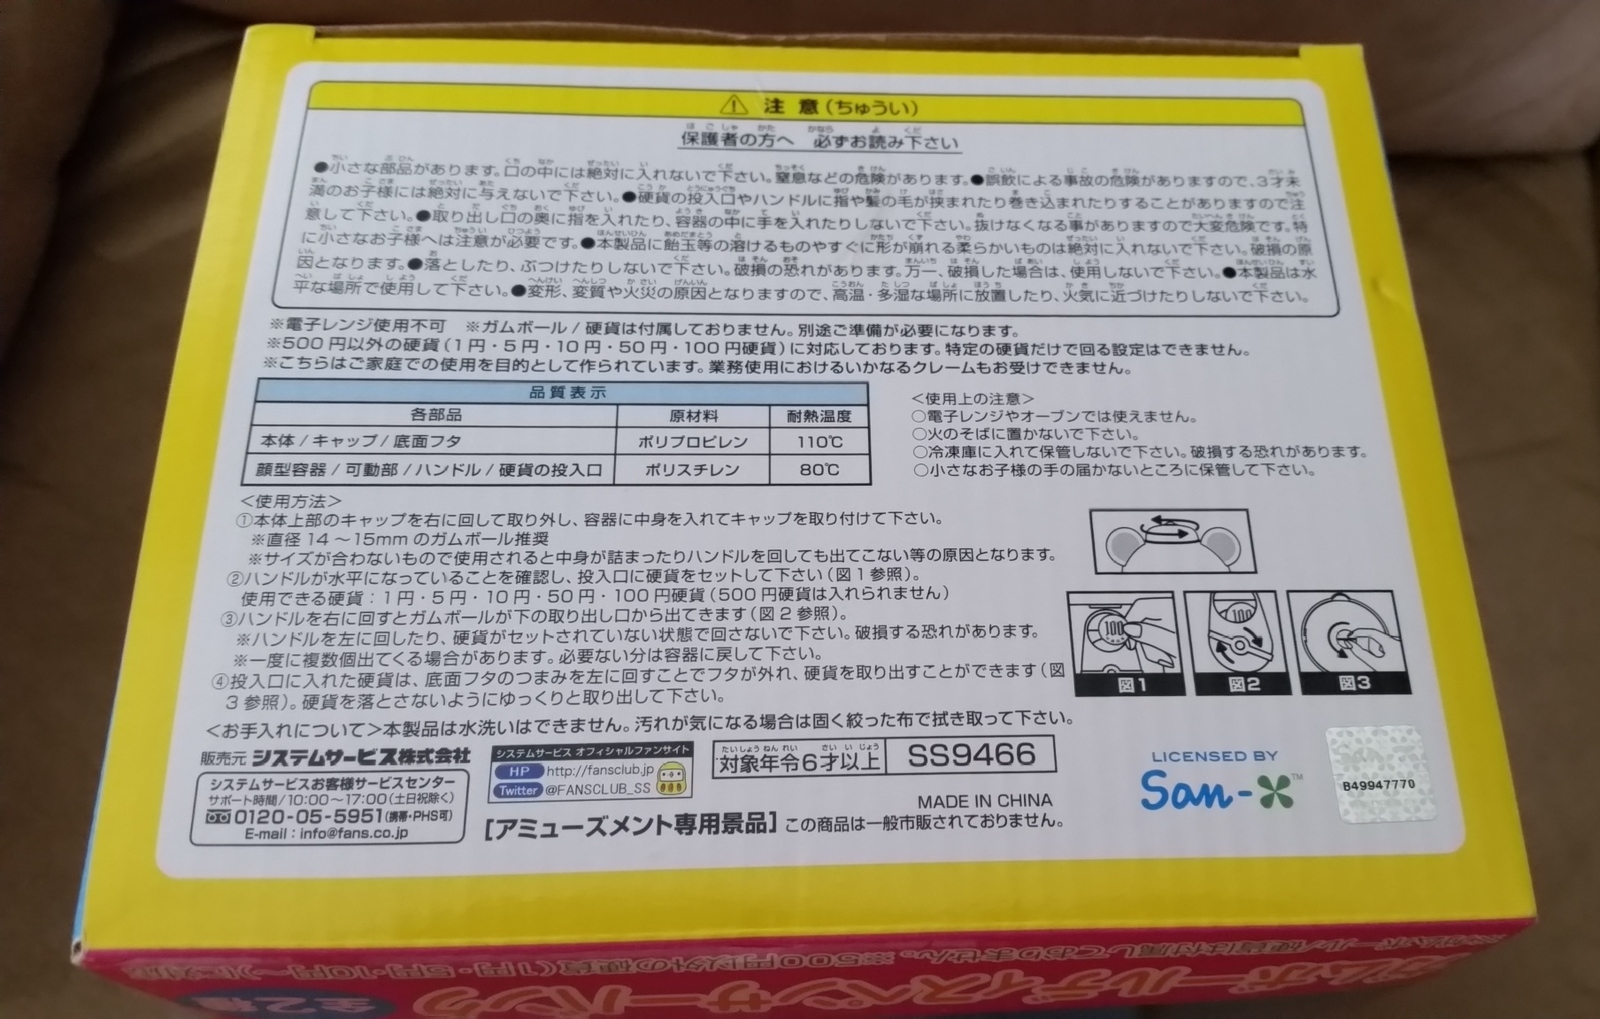 ⚠ 注意(ちゅうい)
保護者の方へ 必ずお読み下さい
●小さな部品があります。口の中には絶対に入れないで下さい。窒息などの危険があります。●誤飲による事故の危険がありますので、3才未
満のお子様には絶対に与えないで下さい。●硬貨の投入口やハンドルに指や髪の毛が挟まれたり巻き込まれたりすることがありますので注
意して下さい。●取り出し口の奥に指を入れたり、容器の中に手を入れたりしないで下さい。抜けなくなる事がありますので大変危険です。特
に小さなお子様へは注意が必要です。●本製品に飴玉等の溶けるものやすぐに形が崩れる柔らかいものは絶対に入れないで下さい。破損の原
因となります。●落としたり、ぶつけたりしないで下さい。破損の恐れがあります。万一、破損した場合は、使用しないで下さい。●本製品は水
平な場所で使用して下さい。●変形、変質や火災の原因となりますので、高温・多湿な場所に放置したり、火気に近づけたりしないで下さい。
※電子レンジ使用不可 ※ガムボール/硬貨は付属しておりません。別途ご準備が必要になります。
※500円以外の硬貨(1円・5円・10円・50円・100円硬貨)に対応しております。特定の硬貨だけで回る設定はできません。
※こちらはご家庭での使用を目的として作られています。業務使用におけるいかなるクレームもお受けできません。
品質表示
各部品 原材料 耐熱温度
本体/キャップ/底面フタ ポリプロピレン 110℃
顔型容器/可動部/ハンドル/硬貨の投入口 ポリスチレン 80℃
<使用上の注意>
○電子レンジやオーブンでは使えません。
○火のそばに置かないで下さい。
○冷凍庫に入れて保管しないで下さい。破損する恐れがあります。
○小さなお子様の手の届かないところに保管して下さい。
<使用方法>
①本体上部のキャップを右に回して取り外し、容器に中身を入れてキャップを取り付けて下さい。
※直径14～15mmのガムボール推奨
※サイズが合わないもので使用されると中身が詰まったりハンドルを回しても出てこない等の原因となります。
②ハンドルが水平になっていることを確認し、投入口に硬貨をセットして下さい(図1参照)。
使用できる硬貨:1円・5円・10円・50円・100円硬貨(500円硬貨は入れられません)
③ハンドルを右に回すとガムボールが下の取り出し口から出てきます(図2参照)。
※ハンドルを左に回したり、硬貨がセットされていない状態で回さないで下さい。破損する恐れがあります。
※一度に複数個出てくる場合があります。必要ない分は容器に戻して下さい。
④投入口に入れた硬貨は、底面フタのつまみを左に回すことでフタが外れ、硬貨を取り出すことができます(図
3参照)。硬貨を落とさないようにゆっくりと取り出して下さい。
100
100
図1 図2 図3
<お手入れについて>本製品は水洗いはできません。汚れが気になる場合は固く絞った布で拭き取って下さい。
販売元 システムサービス株式会社
システムサービスお客様サービスセンター
サポート時間/10:00～17:00(土日祝除く)
0120-05-5951(携帯・PHS可)
E-mail:info@fans.co.jp
システムサービス オフィシャルファンサイト
HP http://fansclub.jp
Twitter @FANSCLUB_SS
対象年令6才以上 SS9466
MADE IN CHINA
[アミューズメント専用景品] この商品は一般市販されておりません。
LICENSED BY
San-X™
B49947770
※ガムボール/硬貨は付属しておりません。※500円以外の硬貨(1円・5円・10円～)に対応
ガムボールディスペンサーバンク
全2種